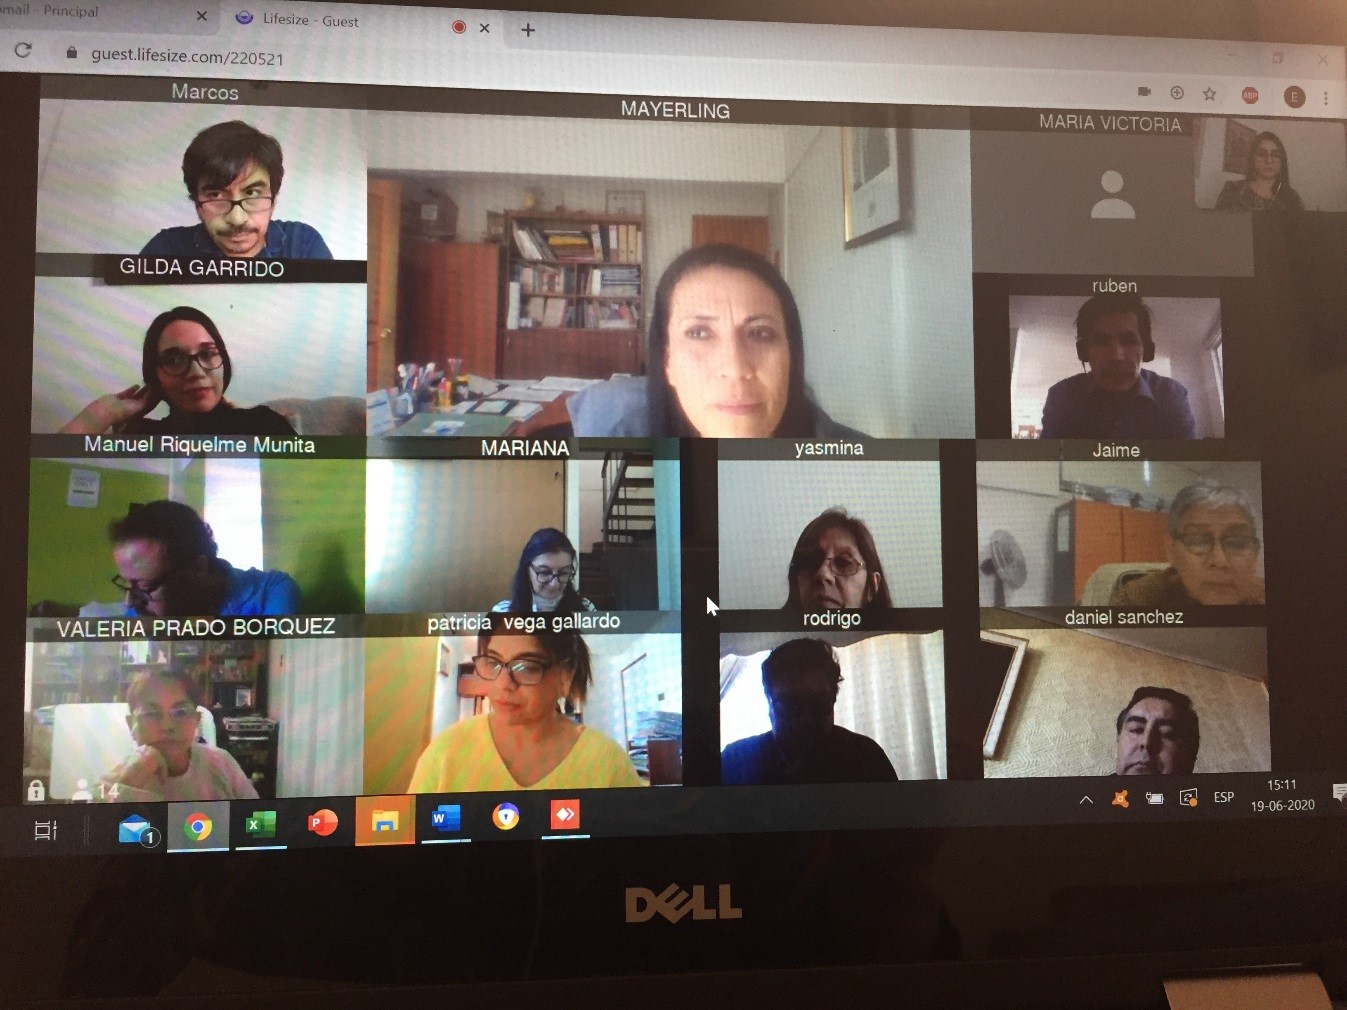 mail - Principal
Lifesize - Guest
guest.lifesize.com/220521
ABP
E
Marcos
MAYERLING
MARIA VICTORIA
GILDA GARRIDO
ruben
Manuel Riquelme Munita
MARIANA
yasmina
Jaime
VALERIA PRADO BORQUEZ
patricia vega gallardo
rodrigo
daniel sanchez
14
1
X
P
W
ESP
15:11
19-06-2020
DELL